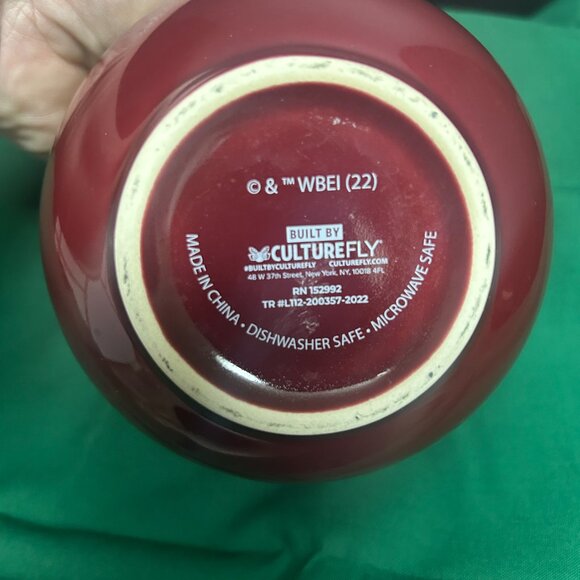 © & ™ WBEI (22)
BUILT BY
CULTUREFLY
#BUILTBYCULTUREFLY CULTUREFLY.COM
48 W 37th Street, New York, NY, 10018 4FL
RN 152992
TR #L112-200357-2022
MADE IN CHINA • DISHWASHER SAFE • MICROWAVE SAFE